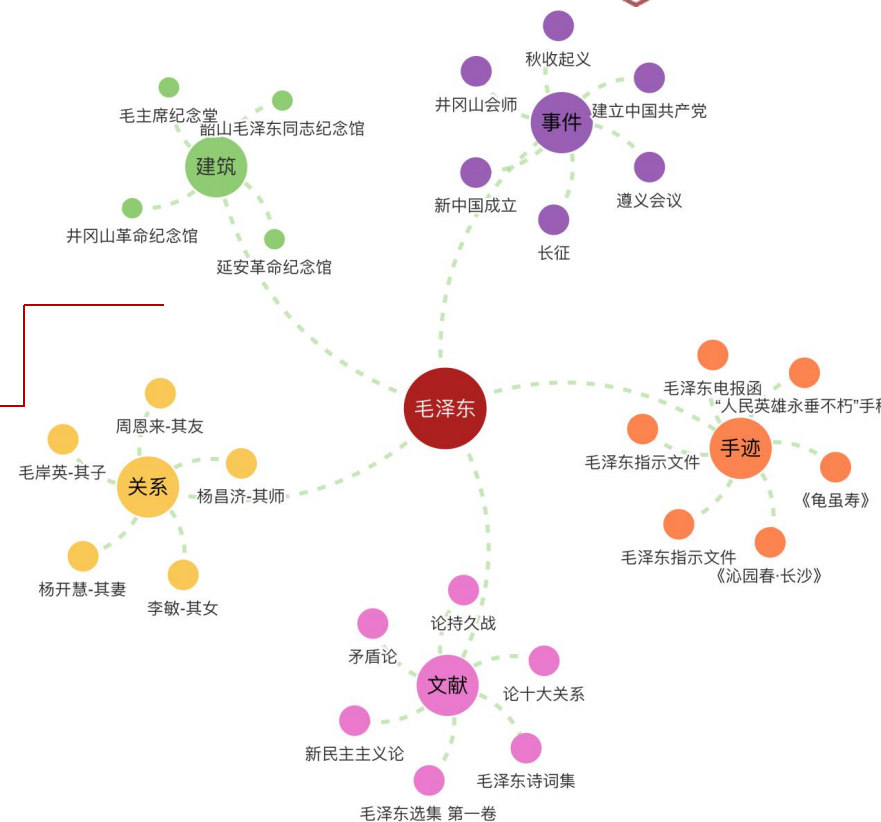 秋收起义
井冈山会师
建立中国共产党
事件
新中国成立
遵义会议
长征
毛主席纪念堂
韶山毛泽东同志纪念馆
建筑
井冈山革命纪念馆
延安革命纪念馆
毛泽东
毛泽东电报函
“人民英雄永垂不朽”手
手迹
毛泽东指示文件
《龟虽寿》
毛泽东指示文件
《沁园春·长沙》
周恩来-其友
毛岸英-其子
关系
杨昌济-其师
杨开慧-其妻
李敏-其女
论持久战
矛盾论
文献
论十大关系
新民主主义论
毛泽东诗词集
毛泽东选集 第一卷